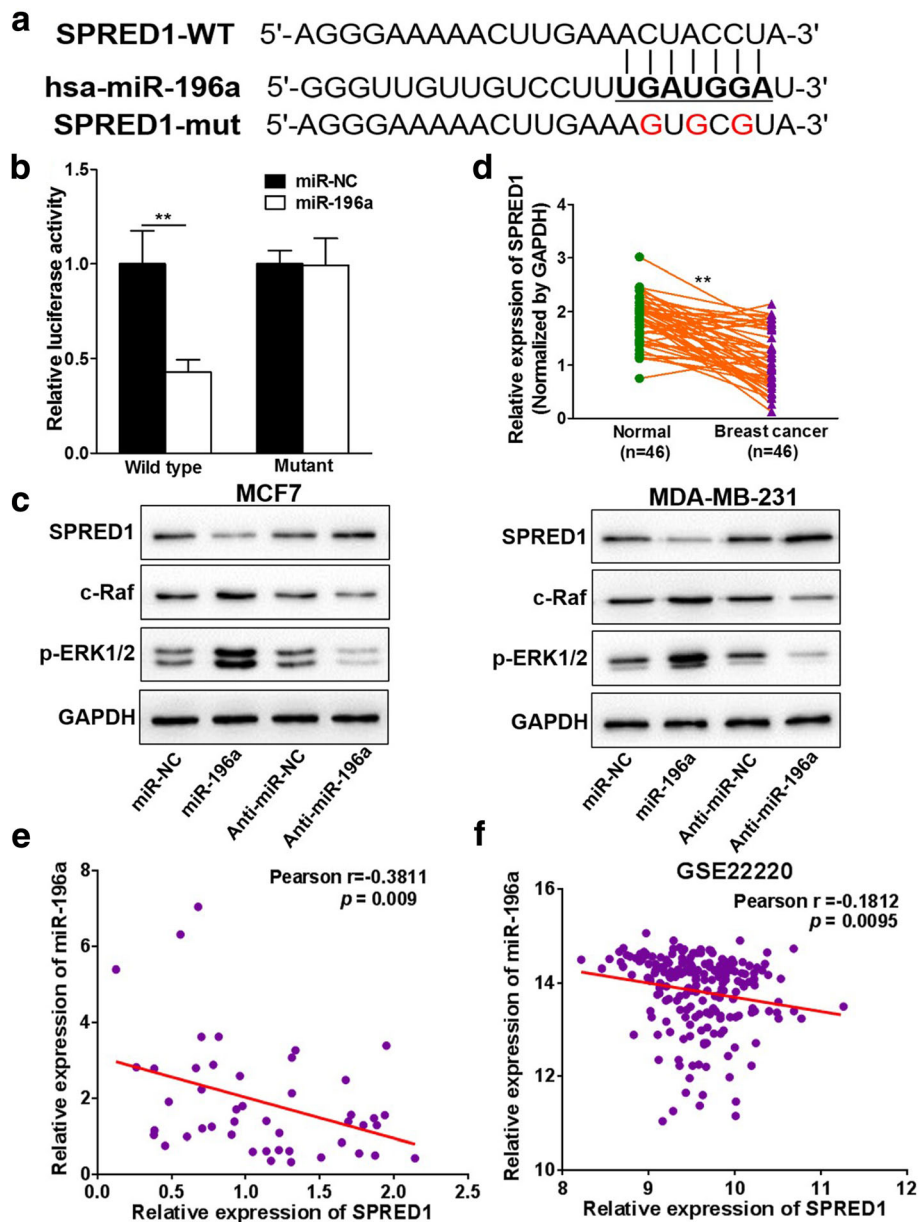 a
SPRED1-WT 5'-AGGGAAAAACUUGAAACUACCUA-3'
hsa-miR-196a 5'-GGGUUGUUGUCCUUUUGAUGGAU-3'
SPRED1-mut 5'-AGGGAAAAACUUGAAAGUGCGUA-3'
b
Relative luciferase activity
1.5
1.0
0.5
0.0
**
miR-NC
miR-196a
Wild type
Mutant
d
Relative exprssion of SPRED1
(Normalized by GAPDH)
4
3
2
1
0
**
Normal
(n=46)
Breast cancer
(n=46)
c
MCF7
SPRED1
c-Raf
p-ERK1/2
GAPDH
miR-NC
miR-196a
Anti-miR-NC
Anti-miR-196a
MDA-MB-231
SPRED1
c-Raf
p-ERK1/2
GAPDH
miR-NC
miR-196a
Anti-miR-NC
Anti-miR-196a
e
Relative expression of miR-196a
8
6
4
2
0
Pearson r=-0.3811
p = 0.009
0.0 0.5 1.0 1.5 2.0 2.5
Relative expression of SPRED1
f
GSE22220
Relative expression of miR-196a
16
14
12
10
Pearson r =-0.1812
p = 0.0095
8 9 10 11 12
Relative expression of SPRED1